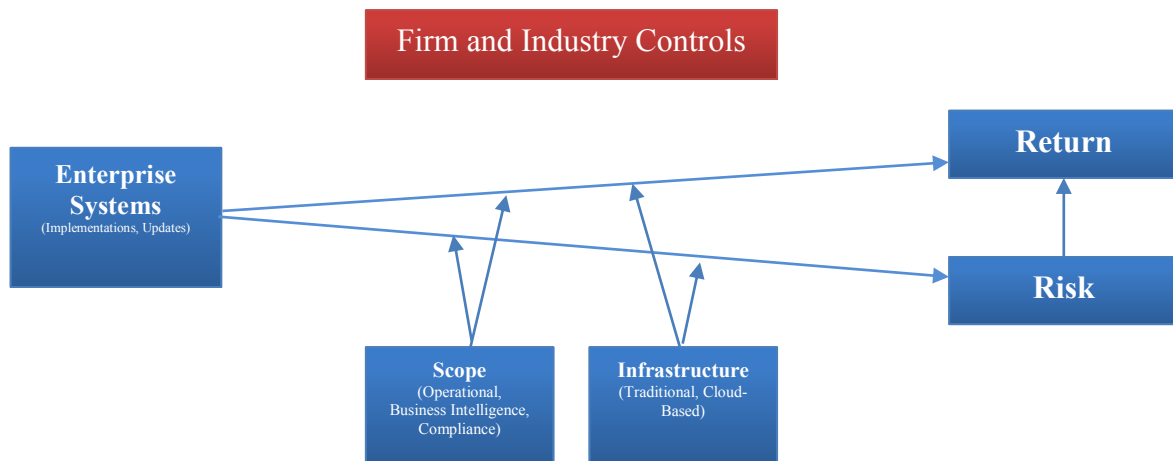 Firm and Industry Controls
Return
Enterprise
Systems
(Implementations, Updates)
Risk
Scope
(Operational,
Business Intelligence,
Compliance)
Infrastructure
(Traditional, Cloud-
Based)